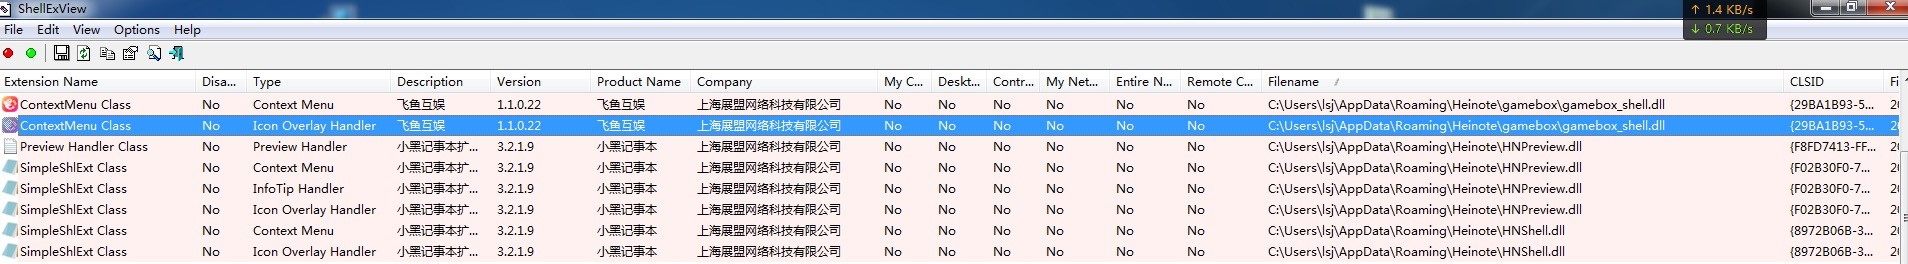 ShellExView
↑ 1.4 KB/s
↓ 0.7 KB/s
File Edit View Options Help
Extension Name Disa... Type Description Version Product Name Company My C... Deskt... Contr... My Net... Entire N... Remote C... Filename / CLSID Fi
ContextMenu Class No Context Menu 飞鱼互娱 1.1.0.22 飞鱼互娱 上海展盟网络科技有限公司 No No No No No No C:\Users\lsj\AppData\Roaming\Heinote\gamebox\gamebox_shell.dll {29BA1B93-5... 20
ContextMenu Class No Icon Overlay Handler 飞鱼互娱 1.1.0.22 飞鱼互娱 上海展盟网络科技有限公司 No No No No No No C:\Users\lsj\AppData\Roaming\Heinote\gamebox\gamebox_shell.dll {29BA1B93-5... 20
Preview Handler Class No Preview Handler 小黑记事本扩... 3.2.1.9 小黑记事本 上海展盟网络科技有限公司 No No No No No No C:\Users\lsj\AppData\Roaming\Heinote\HNPreview.dll {F8FD7413-FF... 20
SimpleShlExt Class No Context Menu 小黑记事本扩... 3.2.1.9 小黑记事本 上海展盟网络科技有限公司 No No No No No No C:\Users\lsj\AppData\Roaming\Heinote\HNPreview.dll {F02B30F0-7... 20
SimpleShlExt Class No InfoTip Handler 小黑记事本扩... 3.2.1.9 小黑记事本 上海展盟网络科技有限公司 No No No No No No C:\Users\lsj\AppData\Roaming\Heinote\HNPreview.dll {F02B30F0-7... 20
SimpleShlExt Class No Icon Overlay Handler 小黑记事本扩... 3.2.1.9 小黑记事本 上海展盟网络科技有限公司 No No No No No No C:\Users\lsj\AppData\Roaming\Heinote\HNPreview.dll {F02B30F0-7... 20
SimpleShlExt Class No Context Menu 小黑记事本扩... 3.2.1.9 小黑记事本 上海展盟网络科技有限公司 No No No No No No C:\Users\lsj\AppData\Roaming\Heinote\HNShell.dll {8972B06B-3... 20
SimpleShlExt Class No Icon Overlay Handler 小黑记事本扩... 3.2.1.9 小黑记事本 上海展盟网络科技有限公司 No No No No No No C:\Users\lsj\AppData\Roaming\Heinote\HNShell.dll {8972B06B-3... 20